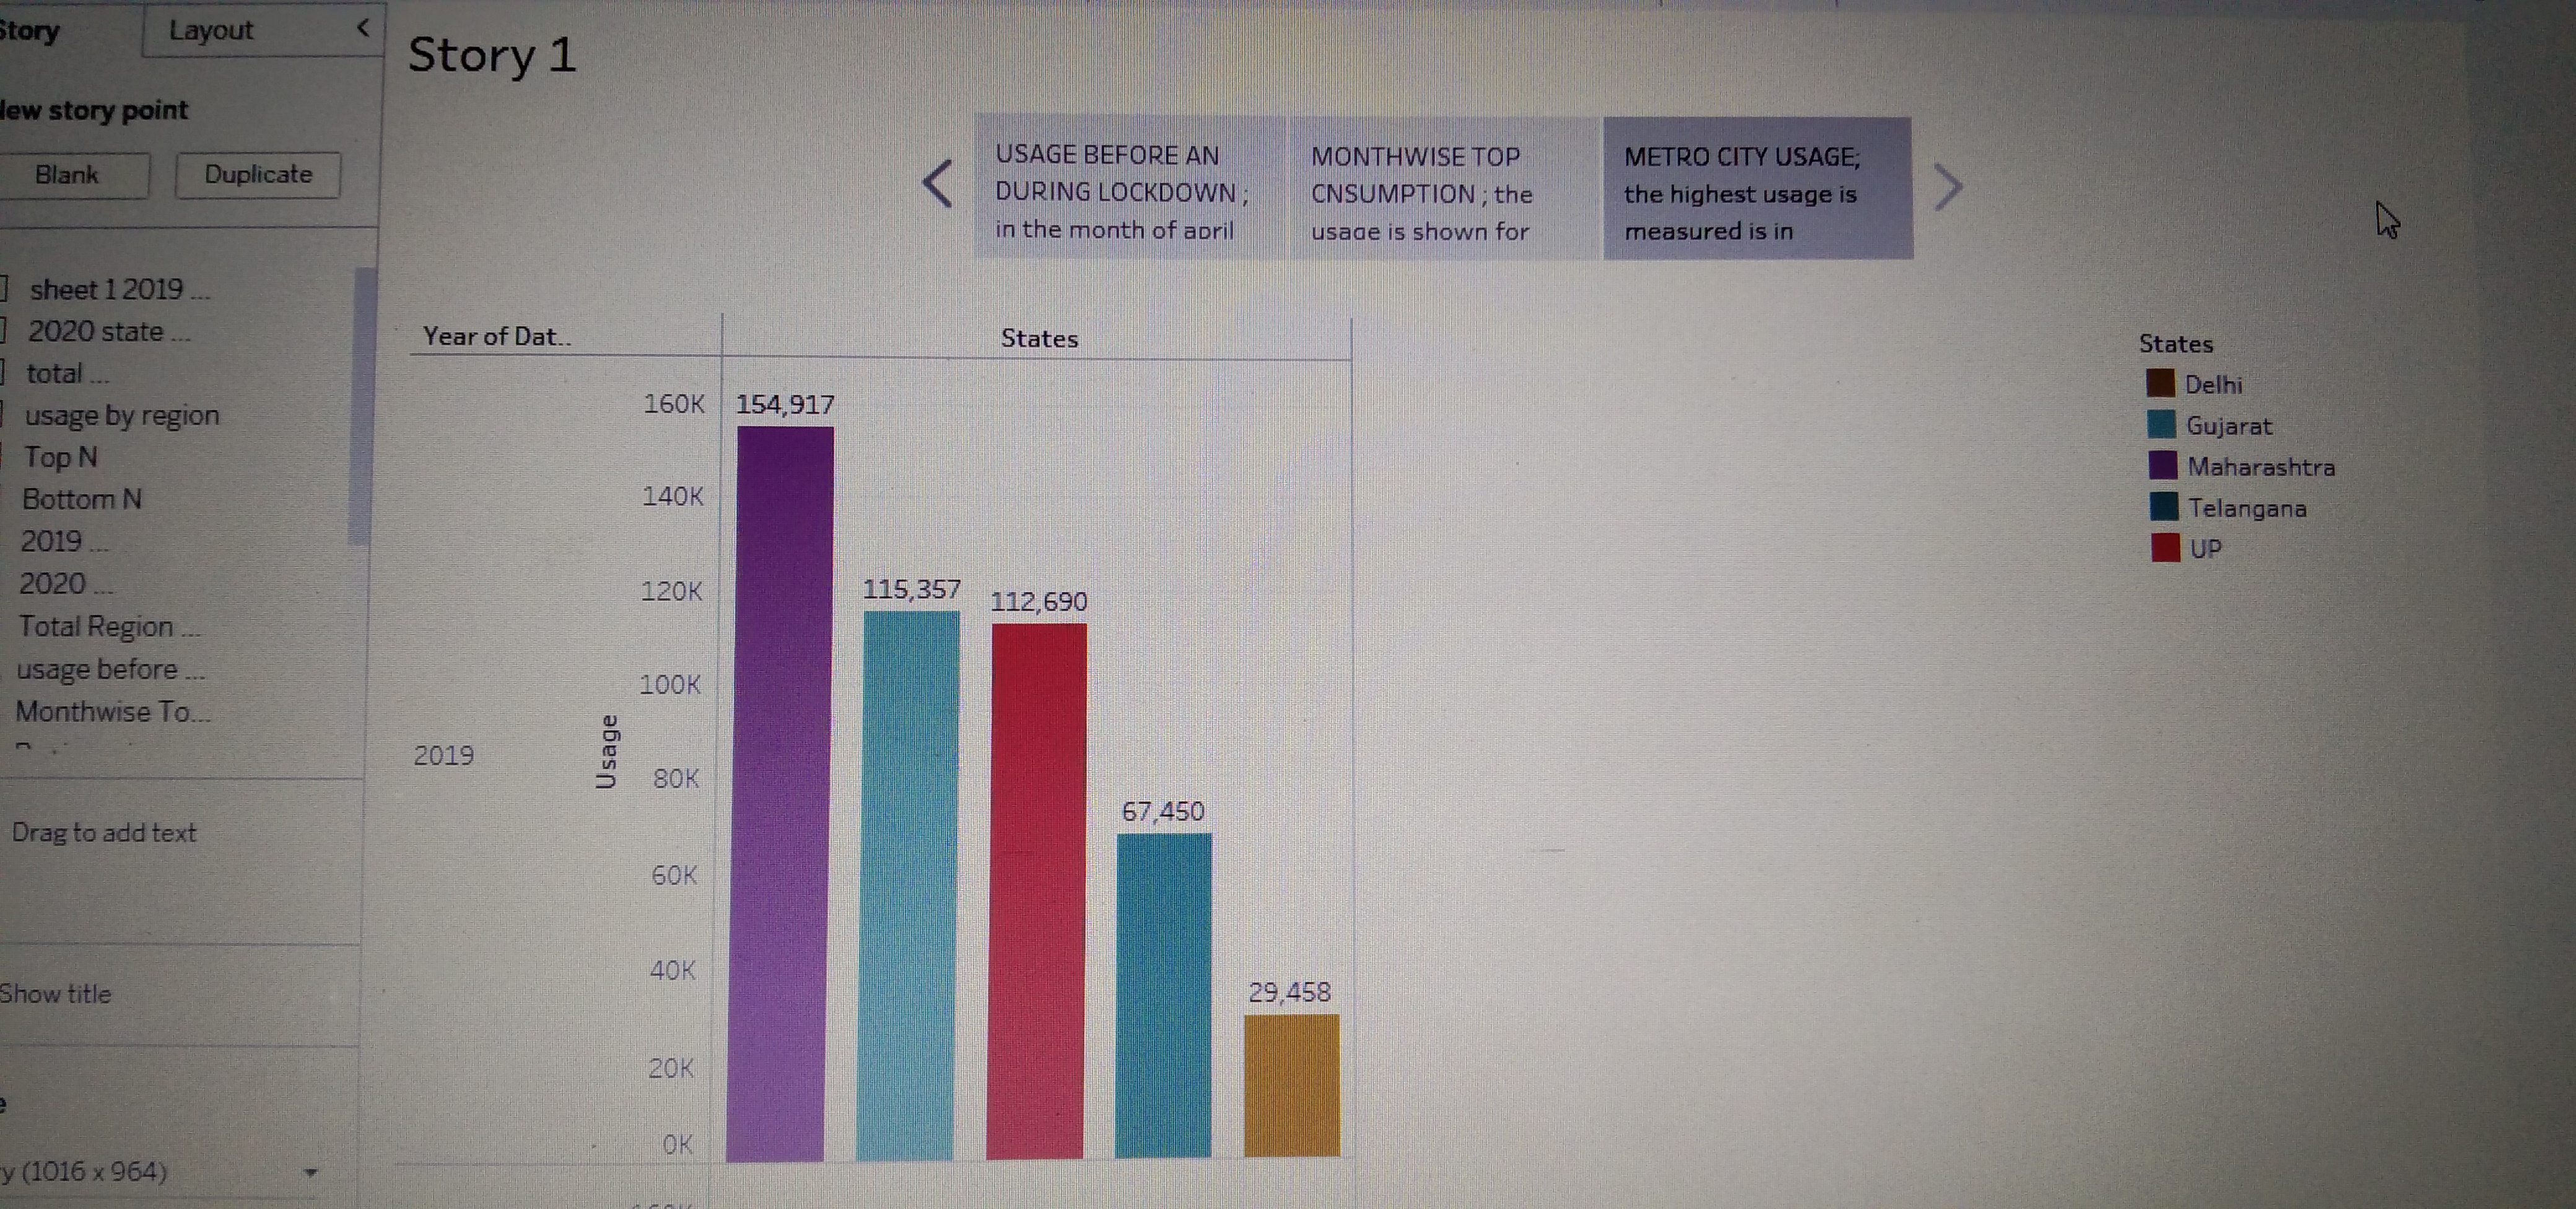 Story
Layout
Story 1
New story point
Blank
Duplicate
USAGE BEFORE AN
DURING LOCKDOWN ;
in the month of april
MONTHWISE TOP
CNSUMPTION ; the
usage is shown for
METRO CITY USAGE;
the highest usage is
measured is in
sheet 1 2019 ...
2020 state ...
total ...
usage by region
Top N
Bottom N
2019 ...
2020 ...
Total Region ...
usage before ...
Monthwise To...
Drag to add text
Show title
y (1016 x 964)
Year of Dat..
States
160K
140K
120K
100K
80K
60K
40K
20K
0K
2019
Usage
154,917
115,357
112,690
67,450
29,458
States
Delhi
Gujarat
Maharashtra
Telangana
UP